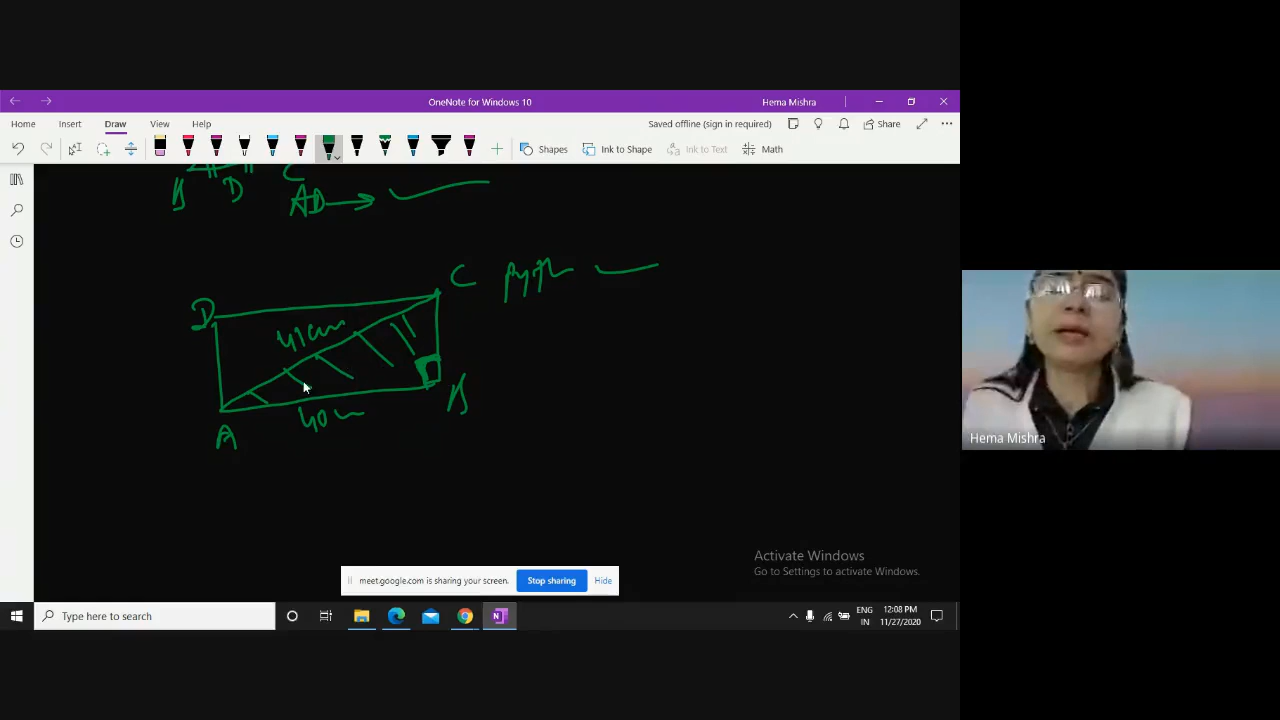 OneNote for Windows 10
Hema Mishra
Home Insert Draw View Help
Saved offline (sign in required)
Share
Shapes
Ink to Shape
Ink to Text
Math
B D C
AD
D C
41cm
40
A B
Hema Mishra
Activate Windows
Go to Settings to activate Windows.
meet.google.com is sharing your screen. Stop sharing Hide
Type here to search
N
ENG 12:08 PM
IN 11/27/2020